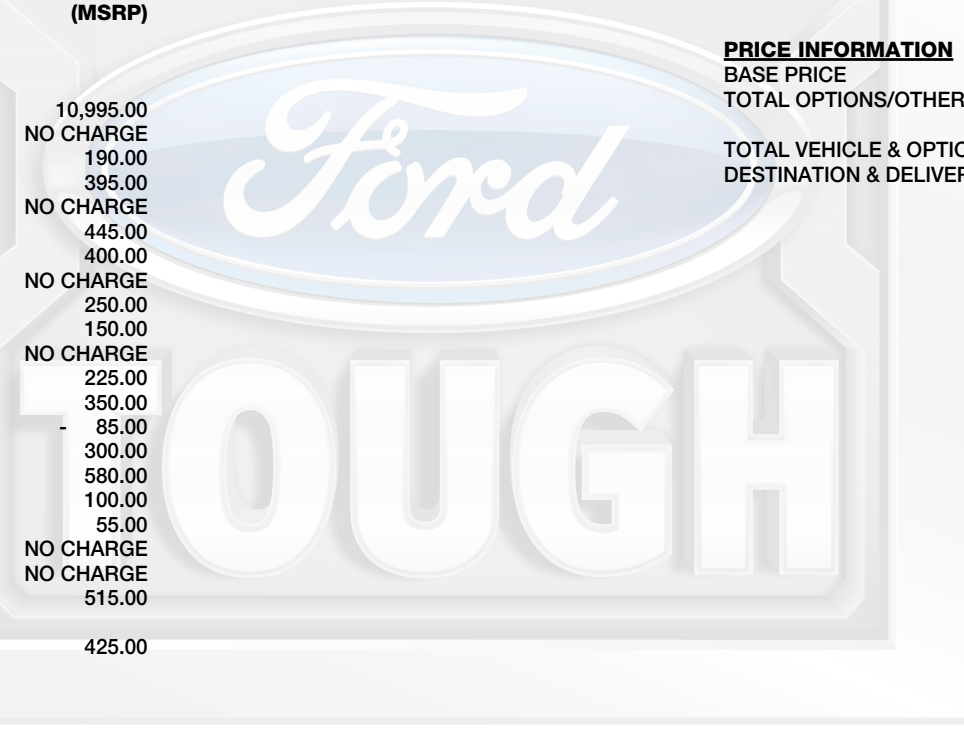 (MSRP)
10,995.00
NO CHARGE
190.00
395.00
NO CHARGE
445.00
400.00
NO CHARGE
250.00
150.00
NO CHARGE
225.00
350.00
- 85.00
300.00
580.00
100.00
55.00
NO CHARGE
NO CHARGE
515.00
425.00
PRICE INFORMATION
BASE PRICE
TOTAL OPTIONS/OTHER
TOTAL VEHICLE & OPTIO
DESTINATION & DELIVER
Ford
TOUGH